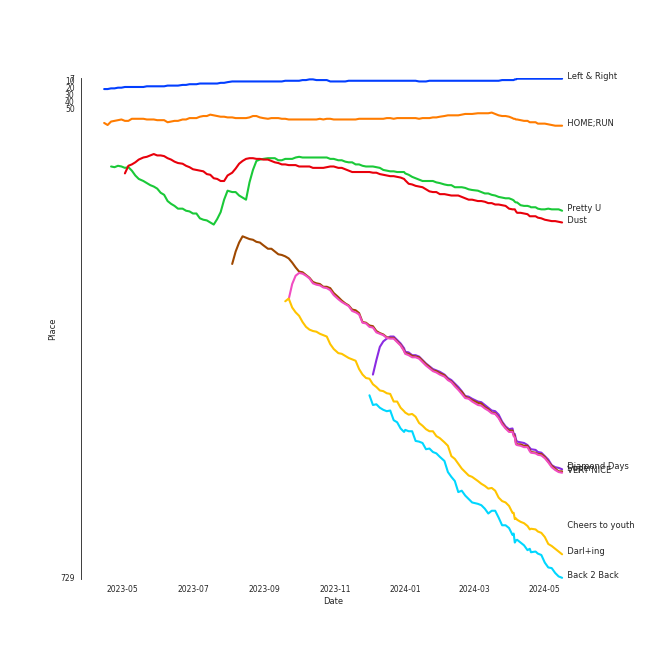 10
20
30
40
50
729
Place
Left & Right
HOME;RUN
Pretty U
Dust
Diamond Days
VERY NICE
Cheers to youth
Darl+ing
Back 2 Back
2023-05
2023-07
2023-09
2023-11
2024-01
2024-03
2024-05
Date